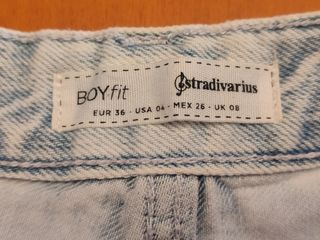 BOYfit stradivarius
EUR 36 - USA 04 - MEX 26 - UK 08